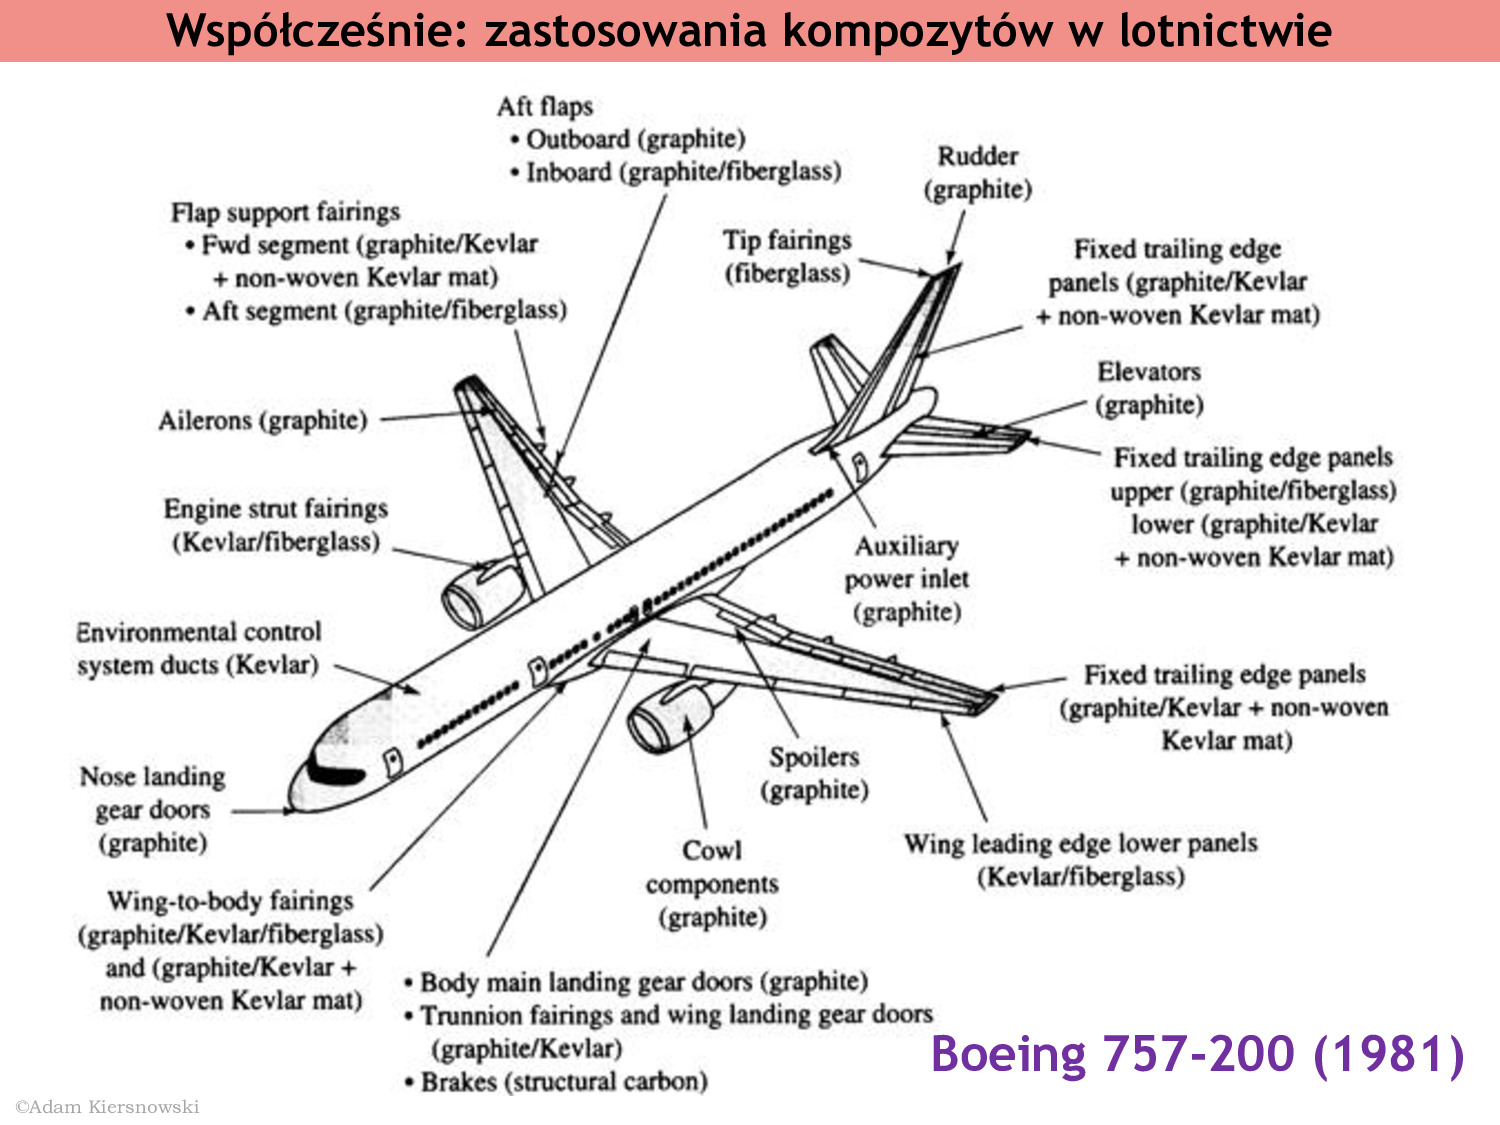 Współcześnie: zastosowania kompozytów w lotnictwie
Aft flaps
• Outboard (graphite)
• Inboard (graphite/fiberglass)
Rudder
(graphite)
Flap support fairings
• Fwd segment (graphite/Kevlar
+ non-woven Kevlar mat)
• Aft segment (graphite/fiberglass)
Tip fairings
(fiberglass)
Fixed trailing edge
panels (graphite/Kevlar
+ non-woven Kevlar mat)
Elevators
(graphite)
Ailerons (graphite)
Fixed trailing edge panels
upper (graphite/fiberglass)
lower (graphite/Kevlar
+ non-woven Kevlar mat)
Engine strut fairings
(Kevlar/fiberglass)
Auxiliary
power inlet
(graphite)
Environmental control
system ducts (Kevlar)
Fixed trailing edge panels
(graphite/Kevlar + non-woven
Kevlar mat)
Nose landing
gear doors
(graphite)
Spoilers
(graphite)
Cowl
components
(graphite)
Wing leading edge lower panels
(Kevlar/fiberglass)
Wing-to-body fairings
(graphite/Kevlar/fiberglass)
and (graphite/Kevlar +
non-woven Kevlar mat)
• Body main landing gear doors (graphite)
• Trunnion fairings and wing landing gear doors
(graphite/Kevlar)
• Brakes (structural carbon)
Boeing 757-200 (1981)
©Adam Kiersnowski